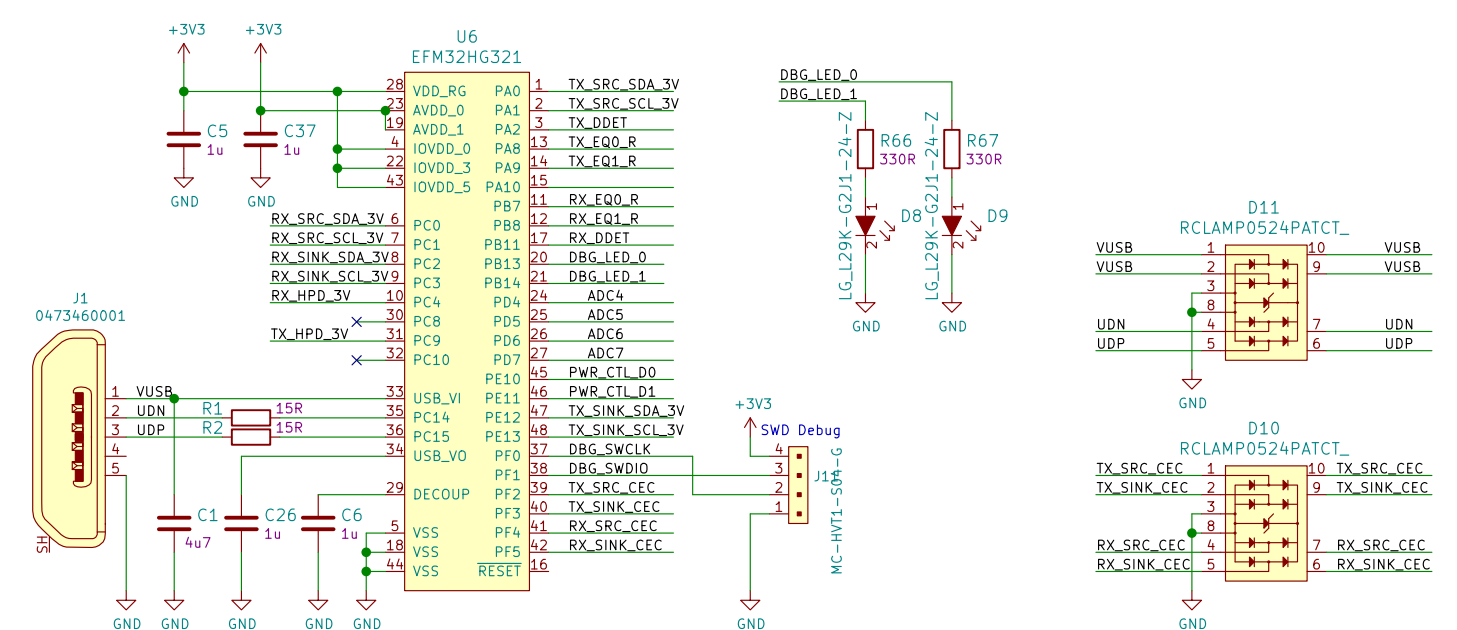 +3V3
+3V3
C5
1u
C37
1u
GND
GND
U6
EFM32HG321
28 VDD_RG PA0 1 TX_SRC_SDA_3V
23 AVDD_0 PA1 2 TX_SRC_SCL_3V
19 AVDD_1 PA2 3 TX_DDET
4 IOVDD_0 PA8 13 TX_EQ0_R
22 IOVDD_3 PA9 14 TX_EQ1_R
43 IOVDD_5 PA10 15
PB7 11 RX_EQ0_R
RX_SRC_SDA_3V 6 PC0 PB8 12 RX_EQ1_R
RX_SRC_SCL_3V 7 PC1 PB11 17 RX_DDET
RX_SINK_SDA_3V 8 PC2 PB13 20 DBG_LED_0
RX_SINK_SCL_3V 9 PC3 PB14 21 DBG_LED_1
RX_HPD_3V 10 PC4 PD4 24 ADC4
30 PC8 PD5 25 ADC5
TX_HPD_3V 31 PC9 PD6 26 ADC6
32 PC10 PD7 27 ADC7
PE10 45 PWR_CTL_D0
33 USB_VI PE11 46 PWR_CTL_D1
35 PC14 PE12 47 TX_SINK_SDA_3V
36 PC15 PE13 48 TX_SINK_SCL_3V
34 USB_VO PF0 37 DBG_SWCLK
PF1 38 DBG_SWDIO
29 DECOUP PF2 39 TX_SRC_CEC
PF3 40 TX_SINK_CEC
5 VSS PF4 41 RX_SRC_CEC
18 VSS PF5 42 RX_SINK_CEC
44 VSS RESET 16
J1
0473460001
1 VUSB
2 UDN R1 15R
3 UDP R2 15R
4
5
SH
C1
4u7
C26
1u
C6
1u
GND
GND
GND
GND
GND
DBG_LED_0
DBG_LED_1
R66
330R
R67
330R
LG_L29K-G2J1-24-Z
1
D8
2
LG_L29K-G2J1-24-Z
1
D9
2
GND
GND
+3V3
SWD Debug
4
3
2
1
MC-HVT1-S04-G
GND
D11
RCLAMP0524PATCT_
VUSB 1 10 VUSB
VUSB 2 9 VUSB
3
8
UDN 4 7 UDN
UDP 5 6 UDP
GND
D10
RCLAMP0524PATCT_
TX_SRC_CEC 1 10 TX_SRC_CEC
TX_SINK_CEC 2 9 TX_SINK_CEC
3
8
RX_SRC_CEC 4 7 RX_SRC_CEC
RX_SINK_CEC 5 6 RX_SINK_CEC
GND